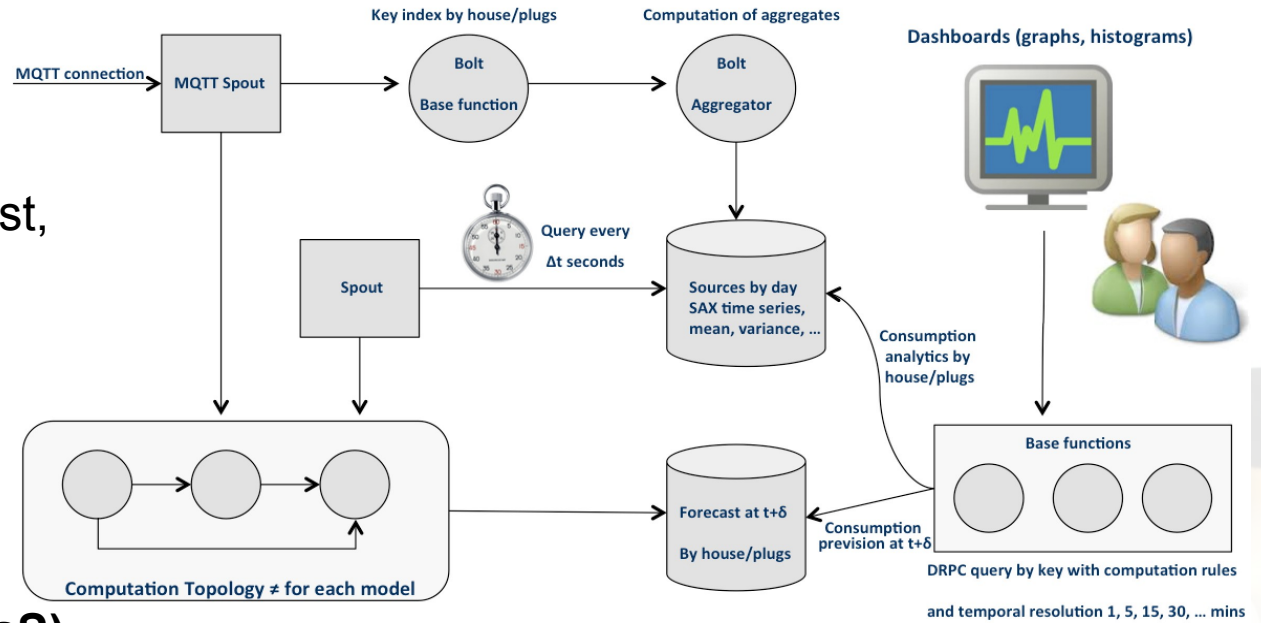 Key index by house/plugs
Computation of aggregates
Dashboards (graphs, histograms)
MQTT connection
MQTT Spout
Bolt
Base function
Bolt
Aggregator
st,
Query every
Δt seconds
Spout
Sources by day
SAX time series,
mean, variance, ...
Consumption
analytics by
house/plugs
Base functions
Forecast at t+δ
By house/plugs
Consumption
prevision at t+δ
Computation Topology ≠ for each model
DRPC query by key with computation rules
and temporal resolution 1, 5, 15, 30, ... mins